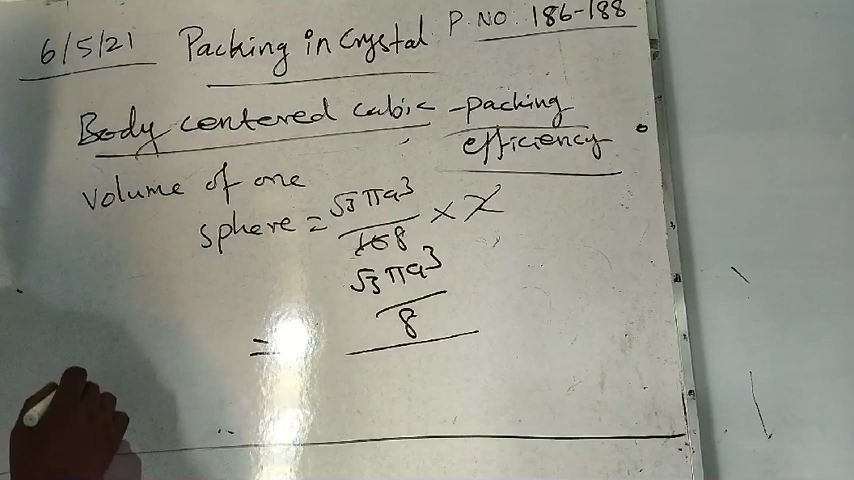 6/5/21 Packing in Crystal P. NO. 186-188
Body centered cubic - packing
efficiency.
volume of one
sphere = √3 πa³ / 16 8 × 2
= √3 πa³ / 8